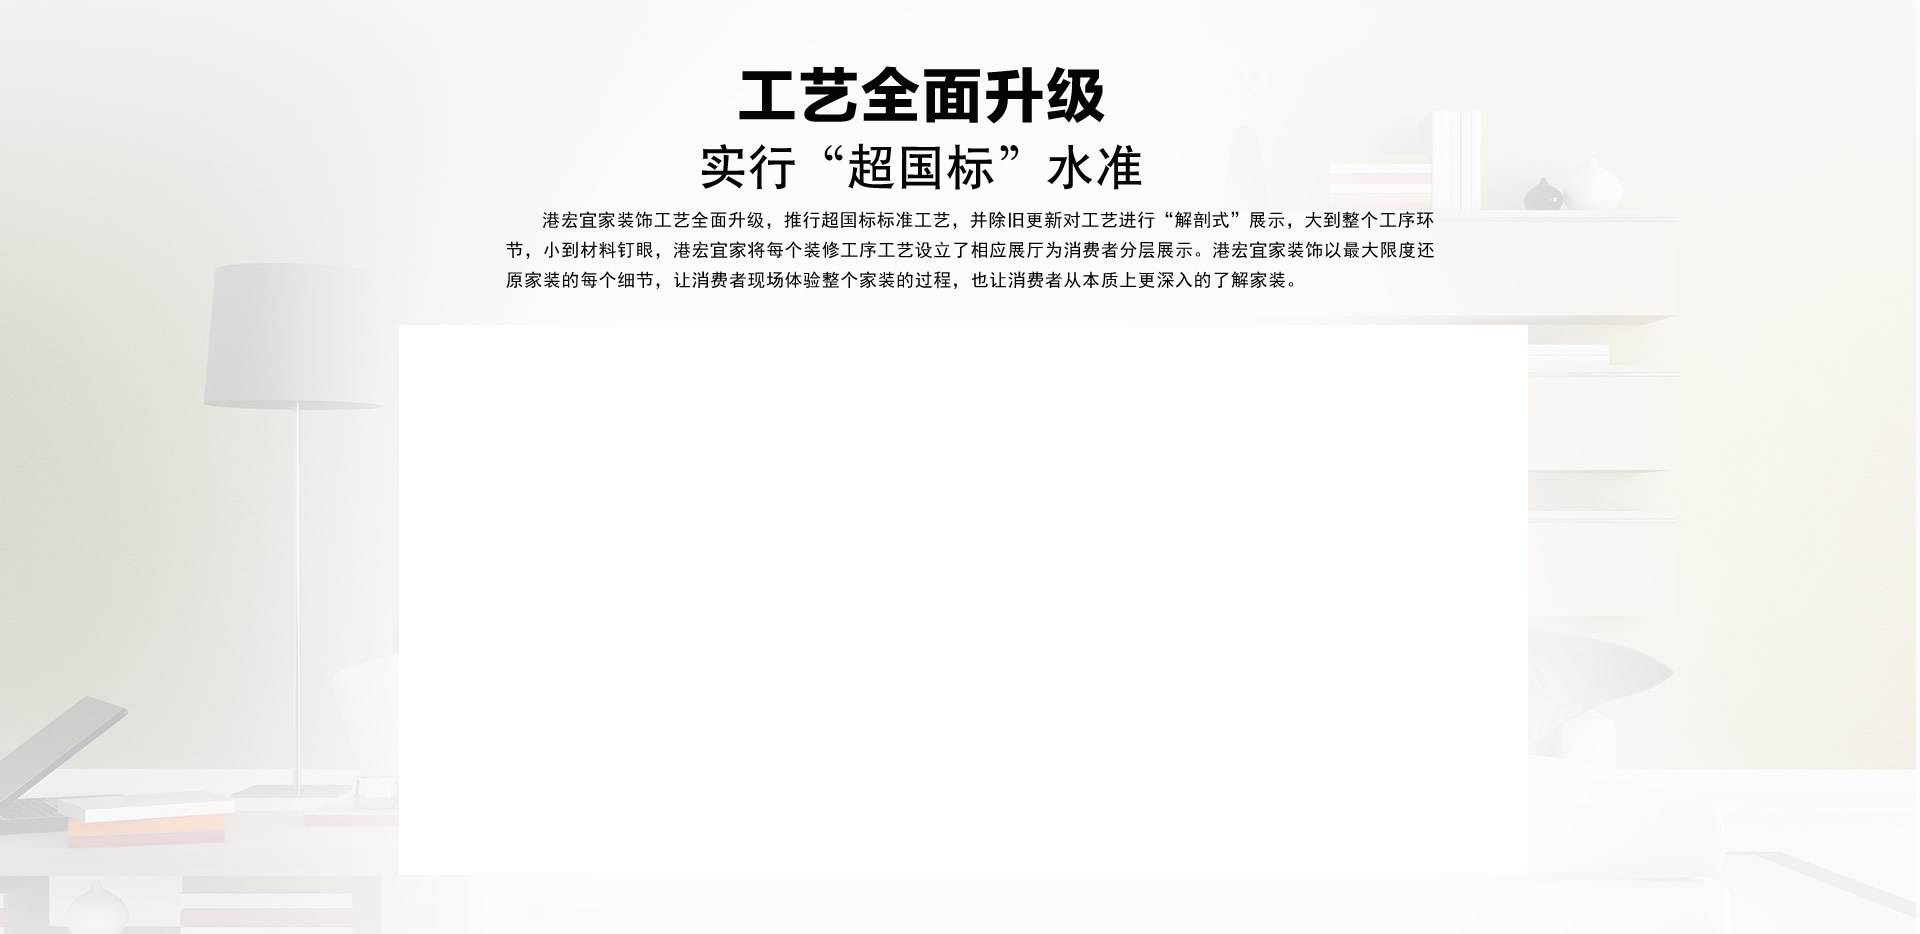 工艺全面升级
实行“超国标”水准
港宏宜家装饰工艺全面升级，推行超国标标准工艺，并除旧更新对工艺进行“解剖式”展示，大到整个工序环
节，小到材料钉眼，港宏宜家将每个装修工序工艺设立了相应展厅为消费者分层展示。港宏宜家装饰以最大限度还
原家装的每个细节，让消费者现场体验整个家装的过程，也让消费者从本质上更深入的了解家装。